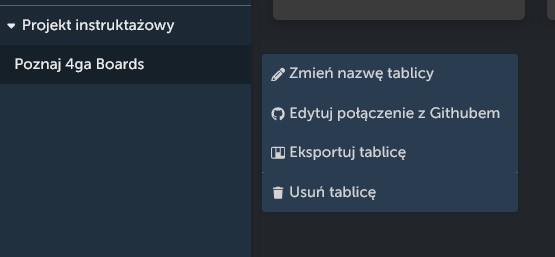 Projekt instruktażowy
Poznaj 4ga Boards
Zmień nazwę tablicy
Edytuj połączenie z Githubem
Eksportuj tablicę
Usuń tablicę